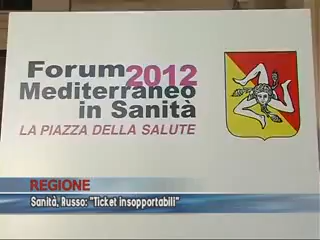 Forum 2012
Mediterraneo
in Sanità
LA PIAZZA DELLA SALUTE
REGIONE
Sanità, Russo: "Ticket insopportabili"